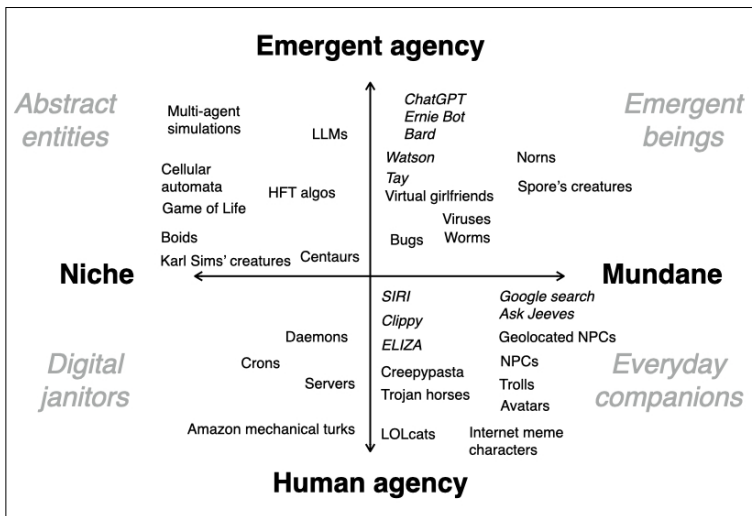 Emergent agency
Abstract
entities
Multi-agent
simulations
LLMs
Cellular
automata
HFT algos
Game of Life
Boids
Karl Sims' creatures
Centaurs
ChatGPT
Ernie Bot
Bard
Emergent
beings
Watson
Norns
Tay
Spore's creatures
Virtual girlfriends
Viruses
Bugs
Worms
Niche
Mundane
Daemons
Crons
Digital
janitors
Servers
Amazon mechanical turks
SIRI
Google search
Ask Jeeves
Clippy
Geolocated NPCs
ELIZA
NPCs
Everyday
companions
Creepypasta
Trolls
Trojan horses
Avatars
LOLcats
Internet meme
characters
Human agency